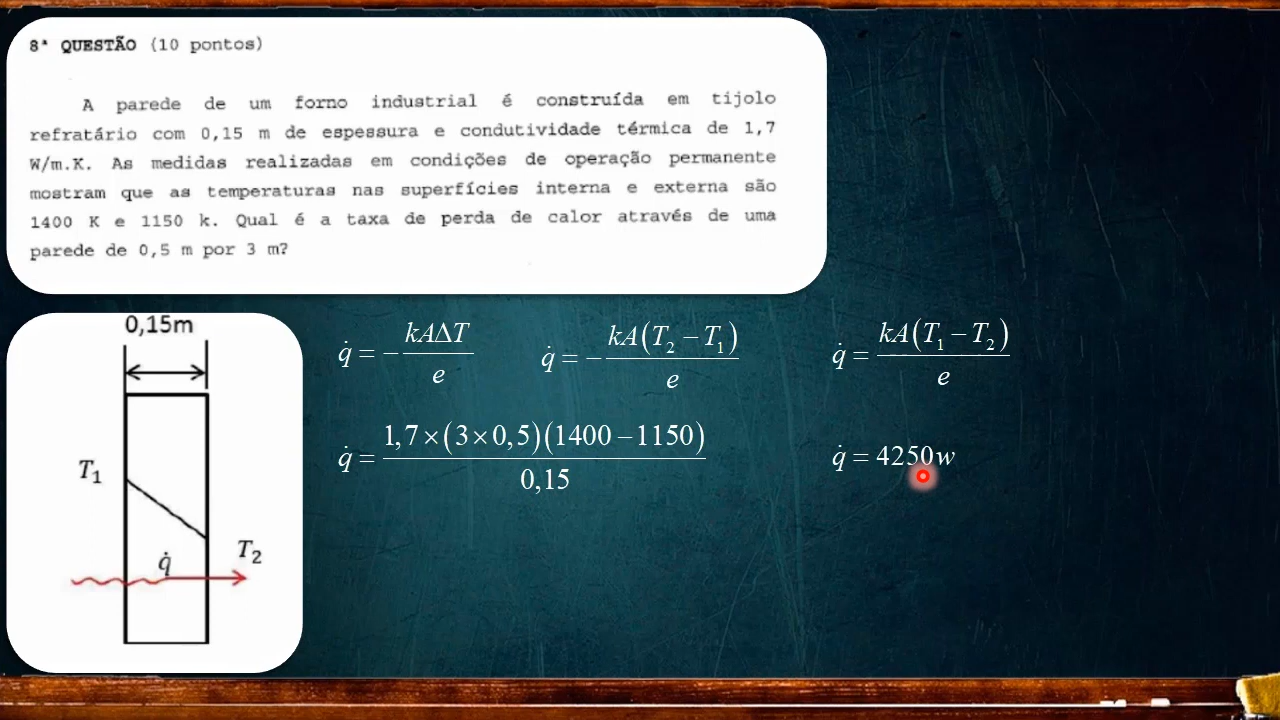 8ª QUESTÃO (10 pontos)
A parede de um forno industrial é construída em tijolo
refratário com 0,15 m de espessura e condutividade térmica de 1,7
W/m.K. As medidas realizadas em condições de operação permanente
mostram que as temperaturas nas superfícies interna e externa são
1400 K e 1150 k. Qual é a taxa de perda de calor através de uma
parede de 0,5 m por 3 m?
0,15m
T₁
q̇
T₂
q̇ = −kAΔT/e
q̇ = −kA(T₂ − T₁)/e
q̇ = kA(T₁ − T₂)/e
q̇ = 1,7×(3×0,5)(1400−1150)/0,15
q̇ = 4250w